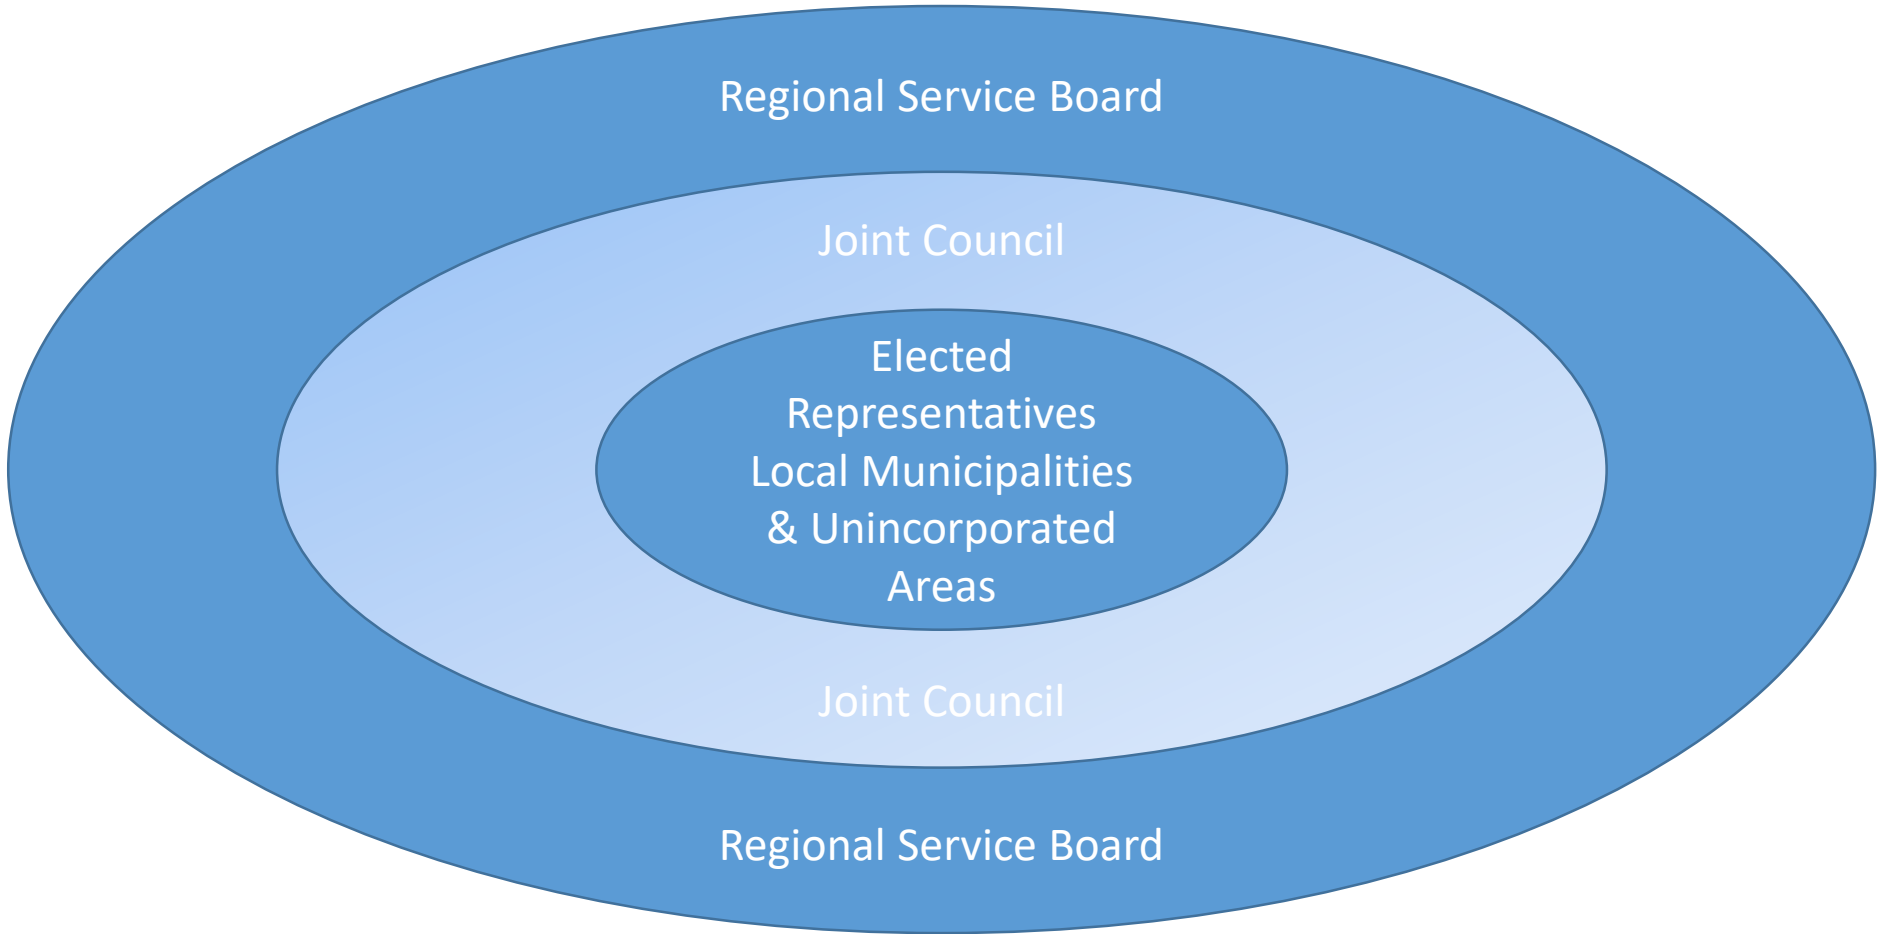 Regional Service Board
Joint Council
Elected
Representatives
Local Municipalities
& Unincorporated
Areas
Joint Council
Regional Service Board